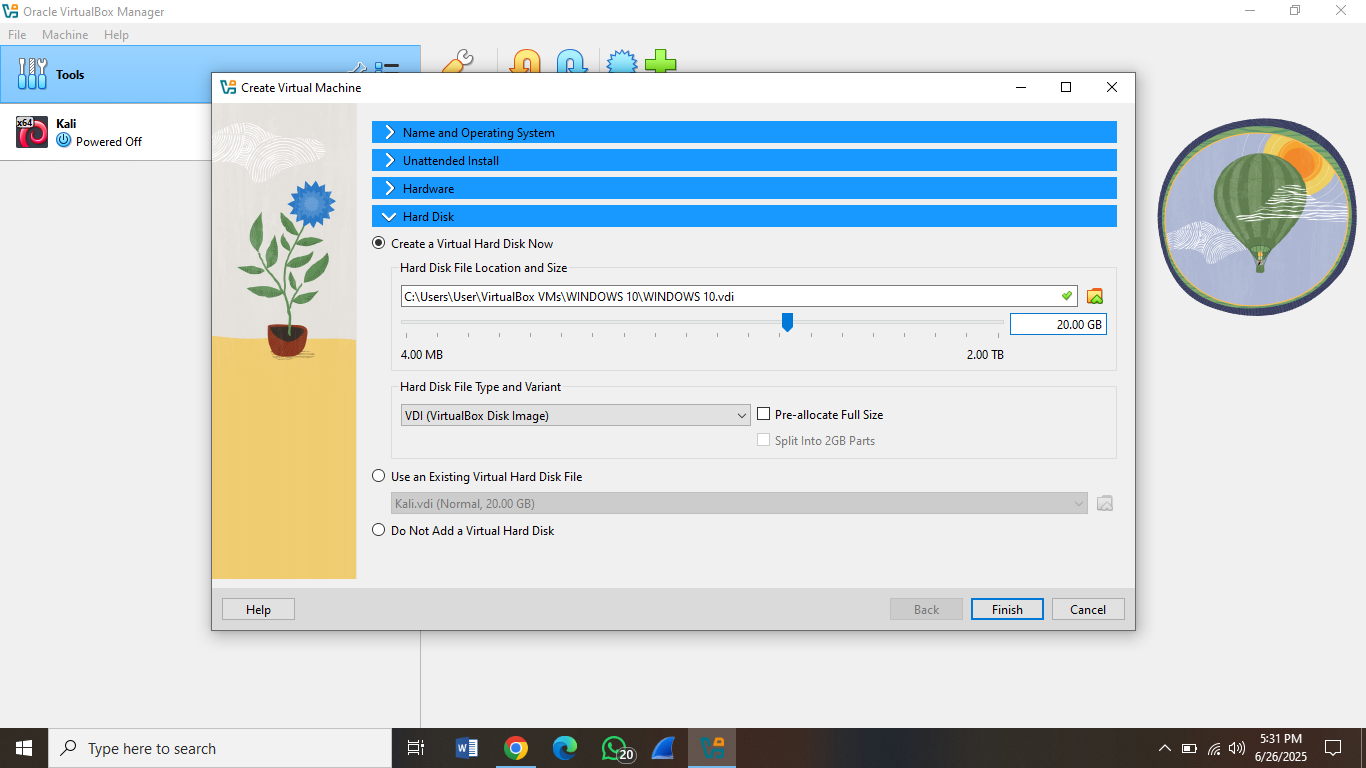 Oracle VirtualBox Manager
File Machine Help
Tools
Create Virtual Machine
x64
Kali
Powered Off
Name and Operating System
Unattended Install
Hardware
Hard Disk
Create a Virtual Hard Disk Now
Hard Disk File Location and Size
C:\Users\User\VirtualBox VMs\WINDOWS 10\WINDOWS 10.vdi
20.00 GB
4.00 MB 2.00 TB
Hard Disk File Type and Variant
VDI (VirtualBox Disk Image) Pre-allocate Full Size
Split Into 2GB Parts
Use an Existing Virtual Hard Disk File
Kali.vdi (Normal, 20.00 GB)
Do Not Add a Virtual Hard Disk
Help Back Finish Cancel
Type here to search
20
5:31 PM
6/26/2025